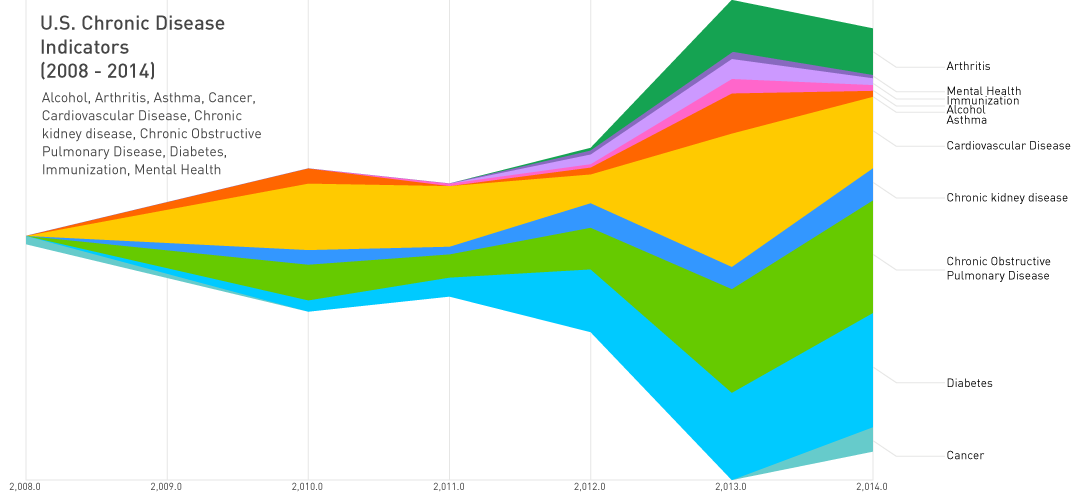 U.S. Chronic Disease
Indicators
(2008 - 2014)
Alcohol, Arthritis, Asthma, Cancer,
Cardiovascular Disease, Chronic
kidney disease, Chronic Obstructive
Pulmonary Disease, Diabetes,
Immunization, Mental Health
Arthritis
Mental Health
Immunization
Alcohol
Asthma
Cardiovascular Disease
Chronic kidney disease
Chronic Obstructive
Pulmonary Disease
Diabetes
Cancer
2,008.0 2,009.0 2,010.0 2,011.0 2,012.0 2,013.0 2,014.0